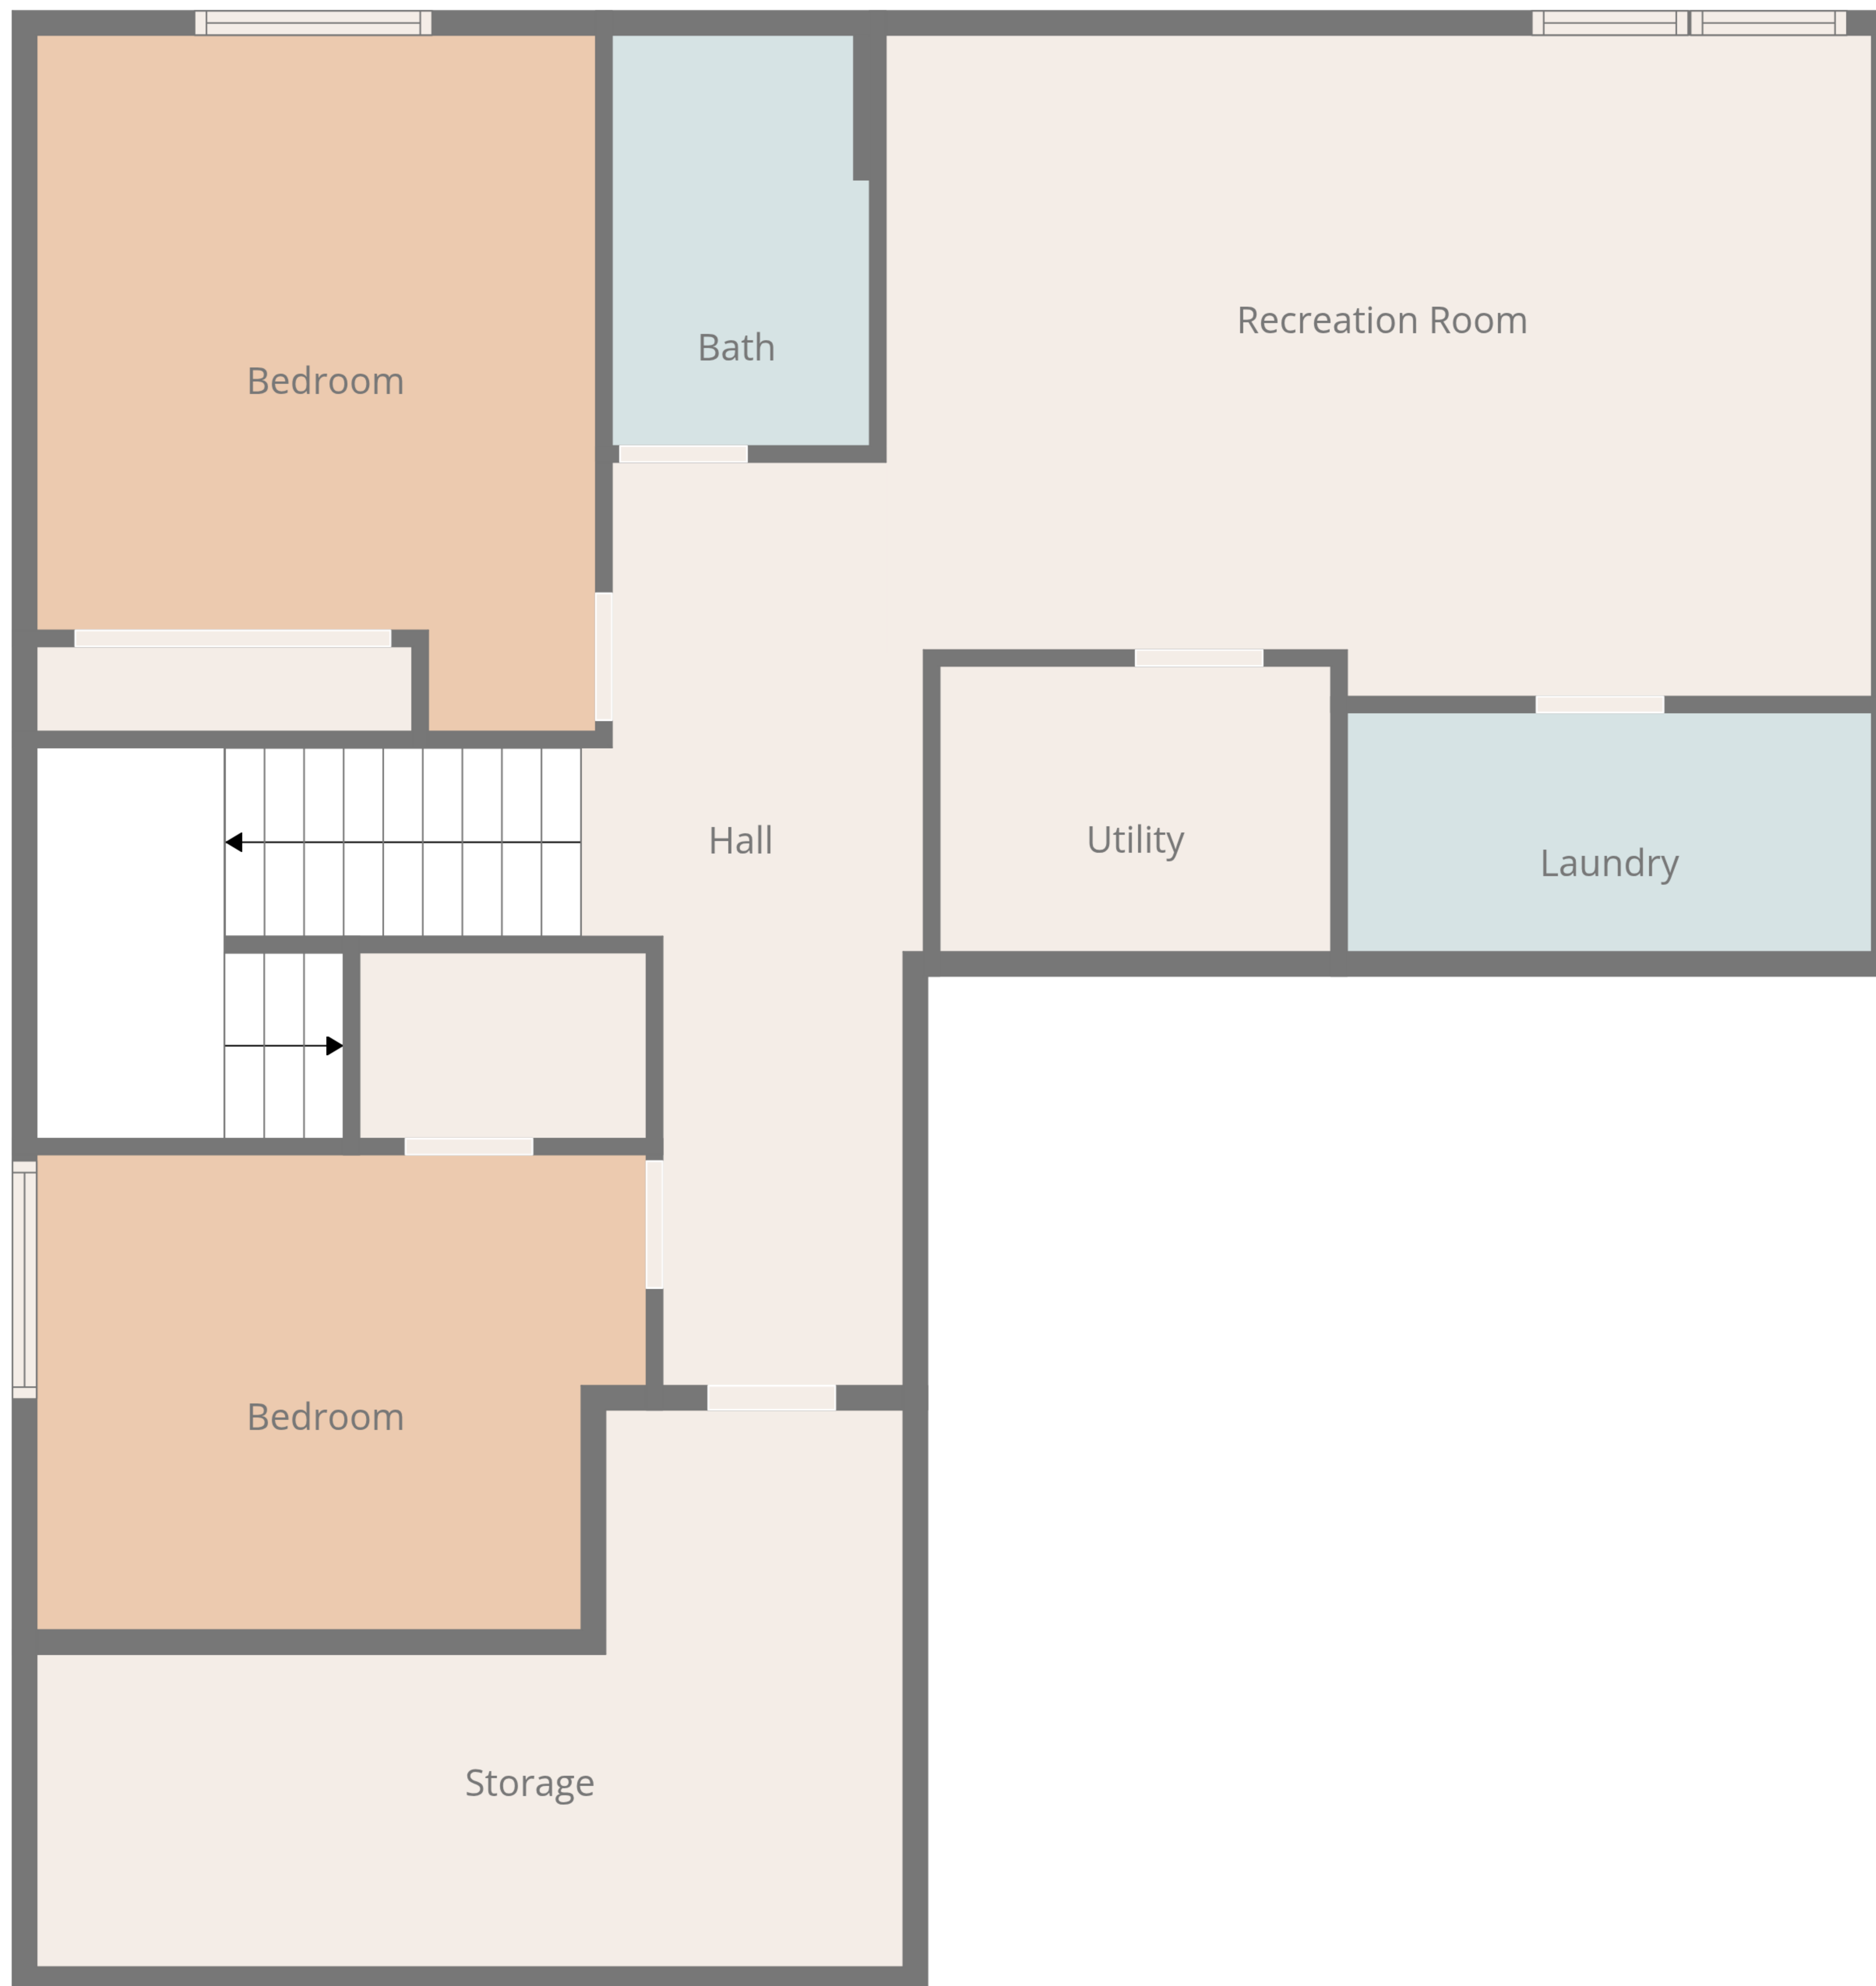 Recreation Room
Bath
Bedroom
Hall
Utility
Laundry
Bedroom
Storage